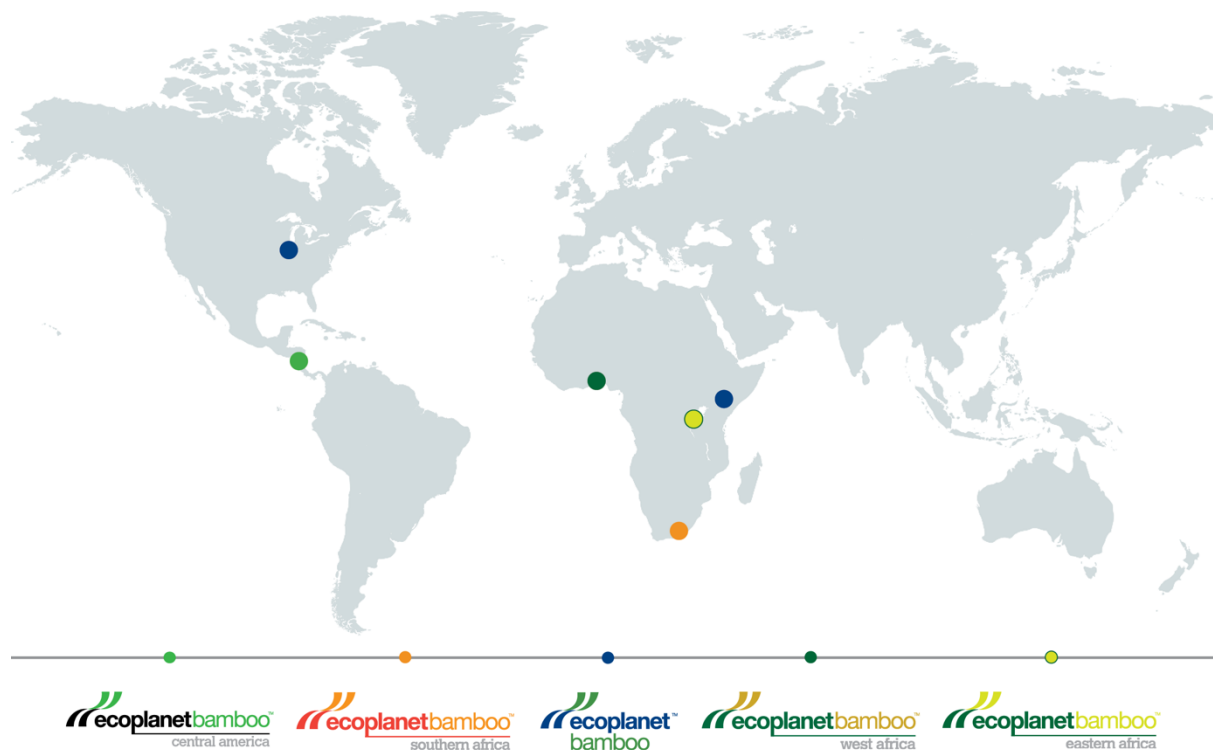 ecoplanetbamboo™
central america
ecoplanetbamboo™
southern africa
ecoplanet™
bamboo
ecoplanetbamboo™
west africa
ecoplanetbamboo™
eastern africa